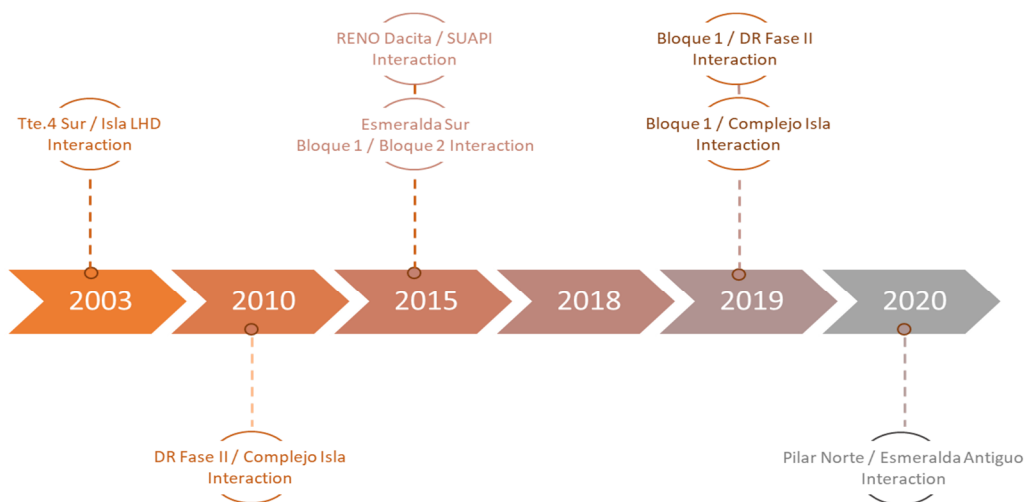 RENO Dacita / SUAPI
Interaction
Bloque 1 / DR Fase II
Interaction
Tte.4 Sur / Isla LHD
Interaction
Esmeralda Sur
Bloque 1 / Bloque 2 Interaction
Bloque 1 / Complejo Isla
Interaction
2003
2010
2015
2018
2019
2020
DR Fase II / Complejo Isla
Interaction
Pilar Norte / Esmeralda Antiguo
Interaction